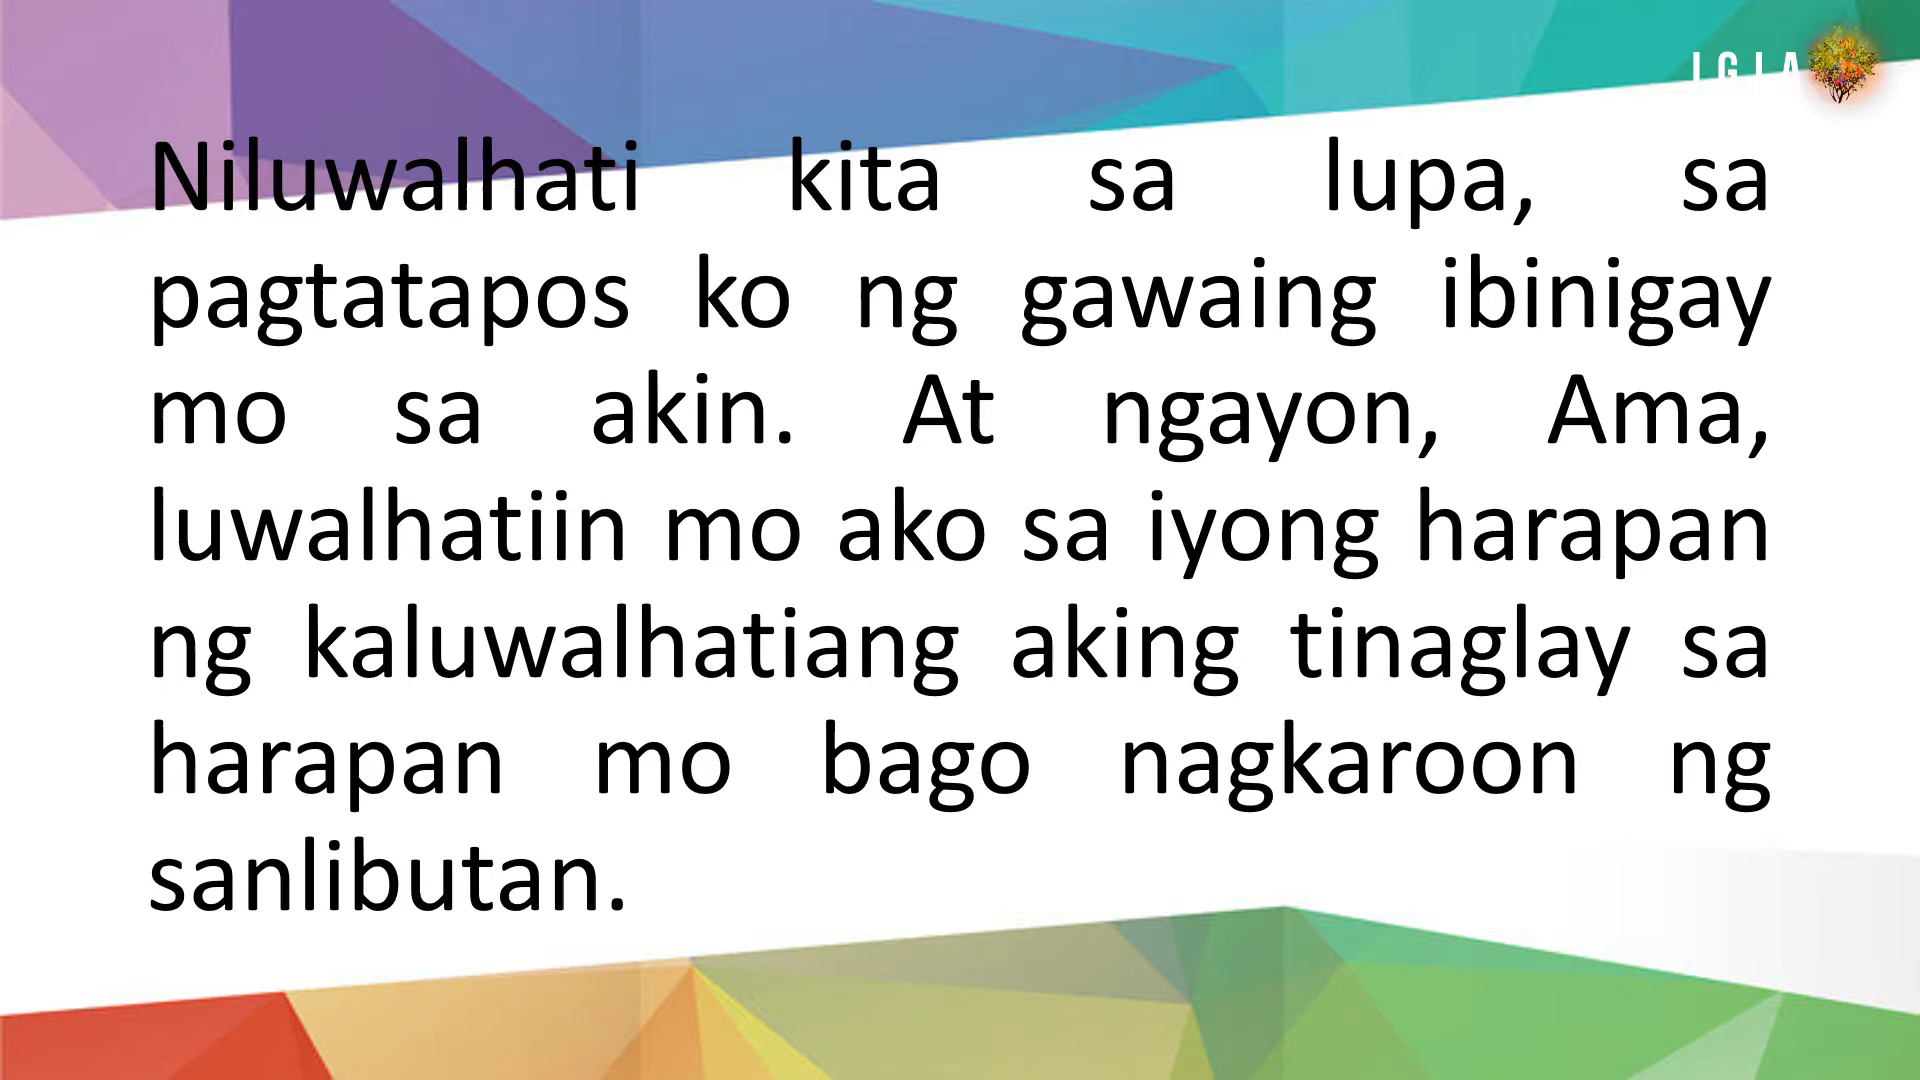 Niluwalhati kita sa lupa, sa
pagtatapos ko ng gawaing ibinigay
mo sa akin. At ngayon, Ama,
luwalhatiin mo ako sa iyong harapan
ng kaluwalhatiang aking tinaglay sa
harapan mo bago nagkaroon ng
sanlibutan.